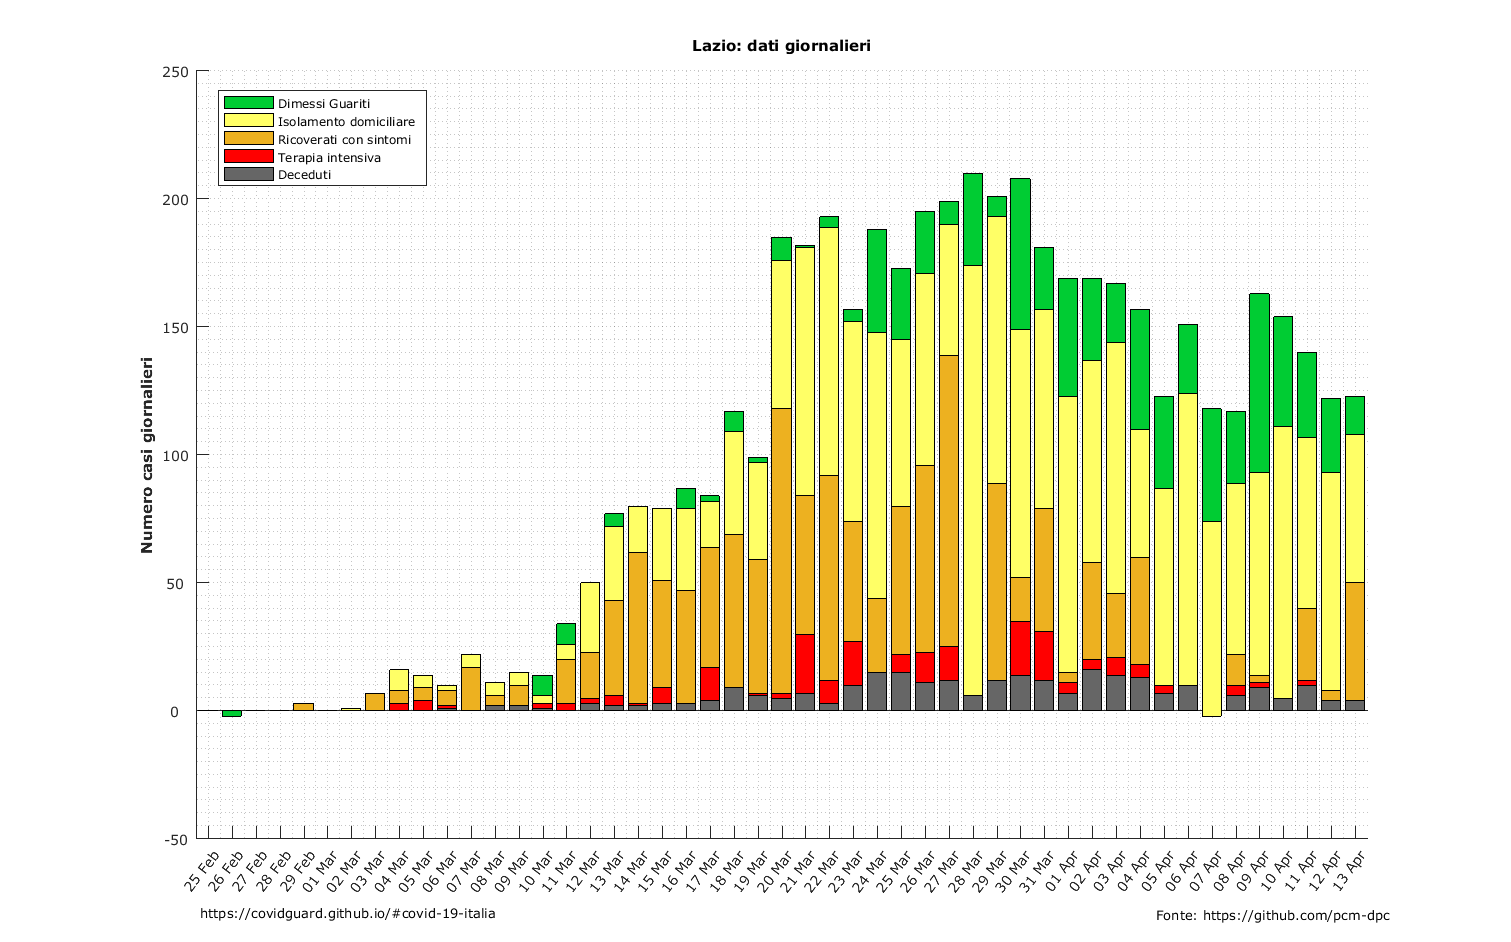 Lazio: dati giornalieri
250
200
150
100
50
0
-50
Numero casi giornalieri
Dimessi Guariti
Isolamento domiciliare
Ricoverati con sintomi
Terapia intensiva
Deceduti
25 Feb
26 Feb
27 Feb
28 Feb
29 Feb
01 Mar
02 Mar
03 Mar
04 Mar
05 Mar
06 Mar
07 Mar
08 Mar
09 Mar
10 Mar
11 Mar
12 Mar
13 Mar
14 Mar
15 Mar
16 Mar
17 Mar
18 Mar
19 Mar
20 Mar
21 Mar
22 Mar
23 Mar
24 Mar
25 Mar
26 Mar
27 Mar
28 Mar
29 Mar
30 Mar
31 Mar
01 Apr
02 Apr
03 Apr
04 Apr
05 Apr
06 Apr
07 Apr
08 Apr
09 Apr
10 Apr
11 Apr
12 Apr
13 Apr
https://covidguard.github.io/#covid-19-italia
Fonte: https://github.com/pcm-dpc